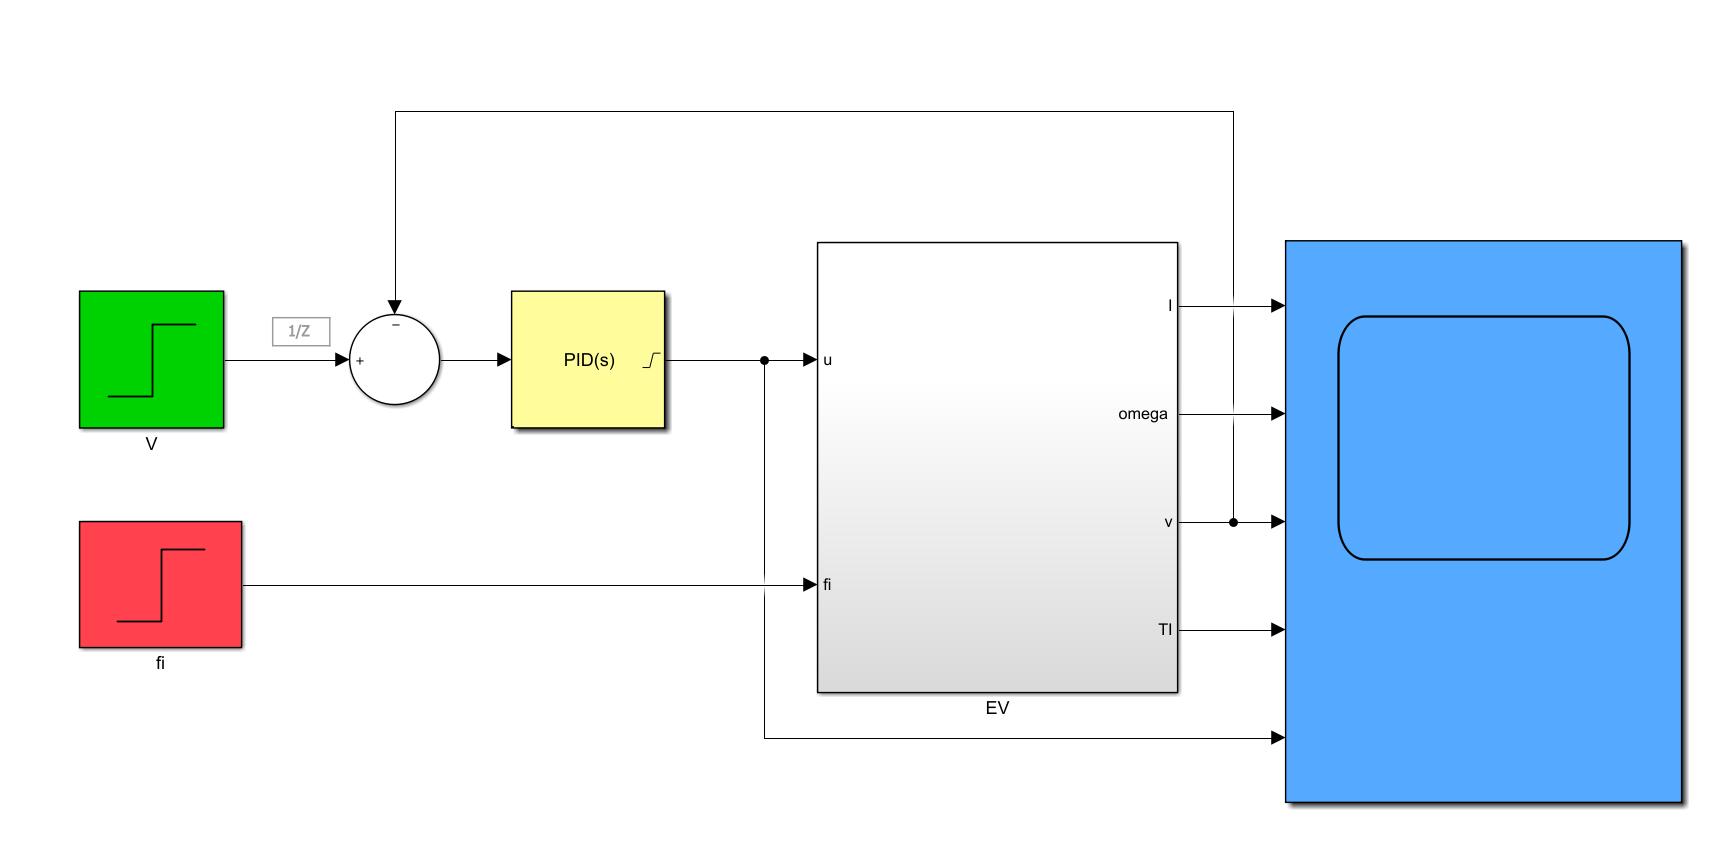 1/Z
−
+
PID(s)
V
u
fi
I
omega
v
Tl
EV
fi